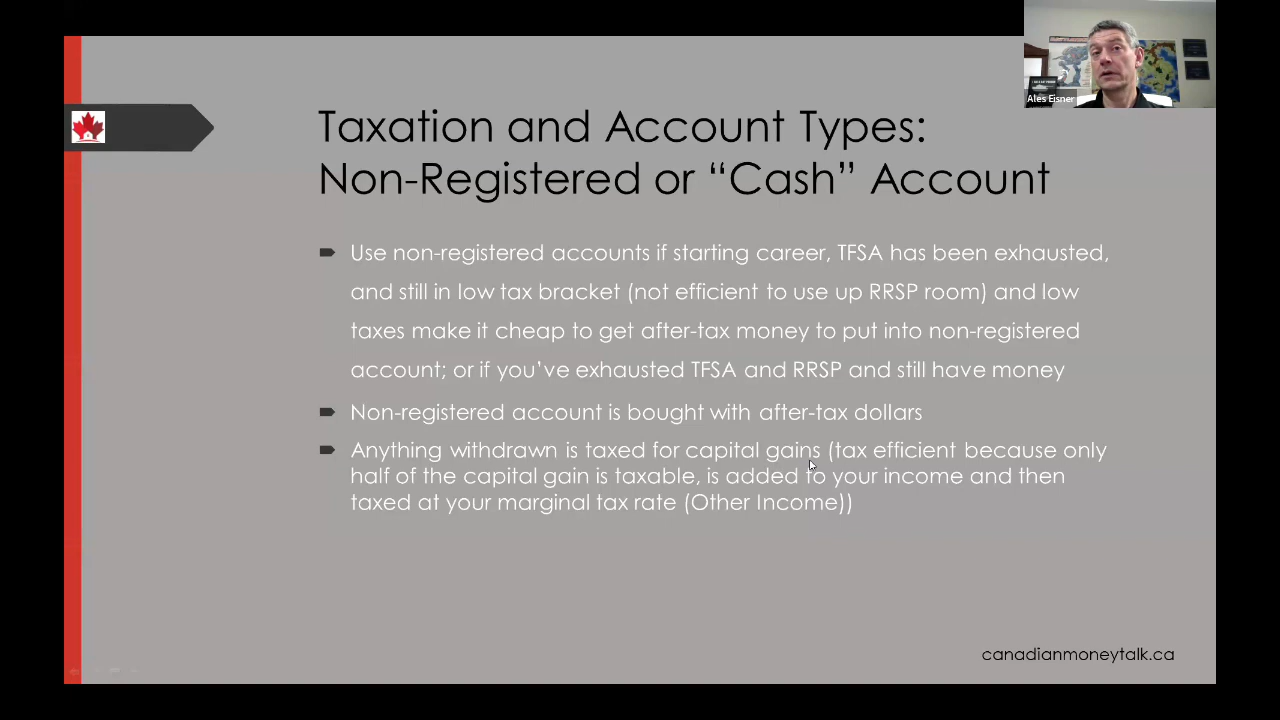 Ales Eisner
Taxation and Account Types:
Non-Registered or “Cash” Account
Use non-registered accounts if starting career, TFSA has been exhausted,
and still in low tax bracket (not efficient to use up RRSP room) and low
taxes make it cheap to get after-tax money to put into non-registered
account; or if you’ve exhausted TFSA and RRSP and still have money
Non-registered account is bought with after-tax dollars
Anything withdrawn is taxed for capital gains (tax efficient because only
half of the capital gain is taxable, is added to your income and then
taxed at your marginal tax rate (Other Income))
canadianmoneytalk.ca